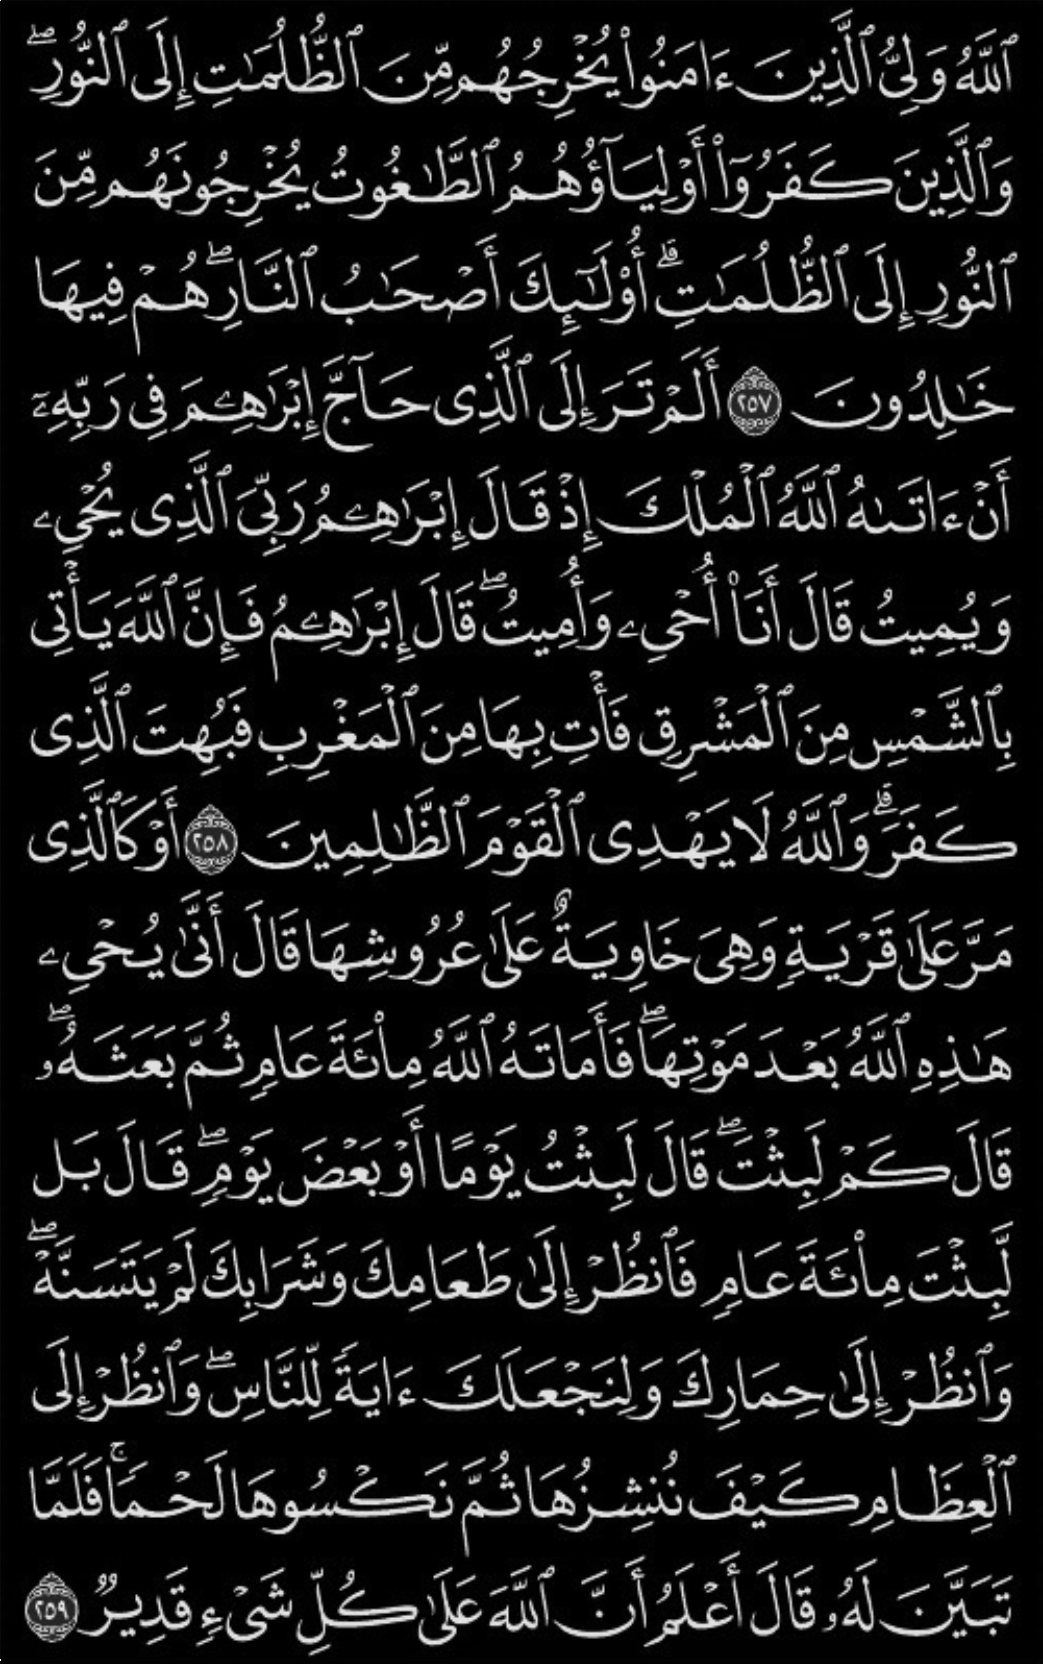 ٱللَّهُ وَلِىُّ ٱلَّذِينَ ءَامَنُوا۟ يُخْرِجُهُم مِّنَ ٱلظُّلُمَـٰتِ إِلَى ٱلنُّورِ ۖ
وَٱلَّذِينَ كَفَرُوٓا۟ أَوْلِيَآؤُهُمُ ٱلطَّـٰغُوتُ يُخْرِجُونَهُم مِّنَ
ٱلنُّورِ إِلَى ٱلظُّلُمَـٰتِ ۗ أُو۟لَـٰٓئِكَ أَصْحَـٰبُ ٱلنَّارِ ۖ هُمْ فِيهَا
خَـٰلِدُونَ ٢٥٧ أَلَمْ تَرَ إِلَى ٱلَّذِى حَآجَّ إِبْرَٰهِـۧمَ فِى رَبِّهِۦٓ
أَنْ ءَاتَىٰهُ ٱللَّهُ ٱلْمُلْكَ إِذْ قَالَ إِبْرَٰهِـۧمُ رَبِّىَ ٱلَّذِى يُحْىِۦ
وَيُمِيتُ قَالَ أَنَا۠ أُحْىِۦ وَأُمِيتُ ۖ قَالَ إِبْرَٰهِـۧمُ فَإِنَّ ٱللَّهَ يَأْتِى
بِٱلشَّمْسِ مِنَ ٱلْمَشْرِقِ فَأْتِ بِهَا مِنَ ٱلْمَغْرِبِ فَبُهِتَ ٱلَّذِى
كَفَرَ ۗ وَٱللَّهُ لَا يَهْدِى ٱلْقَوْمَ ٱلظَّـٰلِمِينَ ٢٥٨ أَوْ كَٱلَّذِى
مَرَّ عَلَىٰ قَرْيَةٍ وَهِىَ خَاوِيَةٌ عَلَىٰ عُرُوشِهَا قَالَ أَنَّىٰ يُحْىِۦ
هَـٰذِهِ ٱللَّهُ بَعْدَ مَوْتِهَا ۖ فَأَمَاتَهُ ٱللَّهُ مِا۟ئَةَ عَامٍ ثُمَّ بَعَثَهُۥ ۖ
قَالَ كَمْ لَبِثْتَ ۖ قَالَ لَبِثْتُ يَوْمًا أَوْ بَعْضَ يَوْمٍ ۖ قَالَ بَل
لَّبِثْتَ مِا۟ئَةَ عَامٍ فَٱنظُرْ إِلَىٰ طَعَامِكَ وَشَرَابِكَ لَمْ يَتَسَنَّهْ ۖ
وَٱنظُرْ إِلَىٰ حِمَارِكَ وَلِنَجْعَلَكَ ءَايَةً لِّلنَّاسِ ۖ وَٱنظُرْ إِلَى
ٱلْعِظَامِ كَيْفَ نُنشِزُهَا ثُمَّ نَكْسُوهَا لَحْمًا ۚ فَلَمَّا
تَبَيَّنَ لَهُۥ قَالَ أَعْلَمُ أَنَّ ٱللَّهَ عَلَىٰ كُلِّ شَىْءٍ قَدِيرٌ ٢٥٩